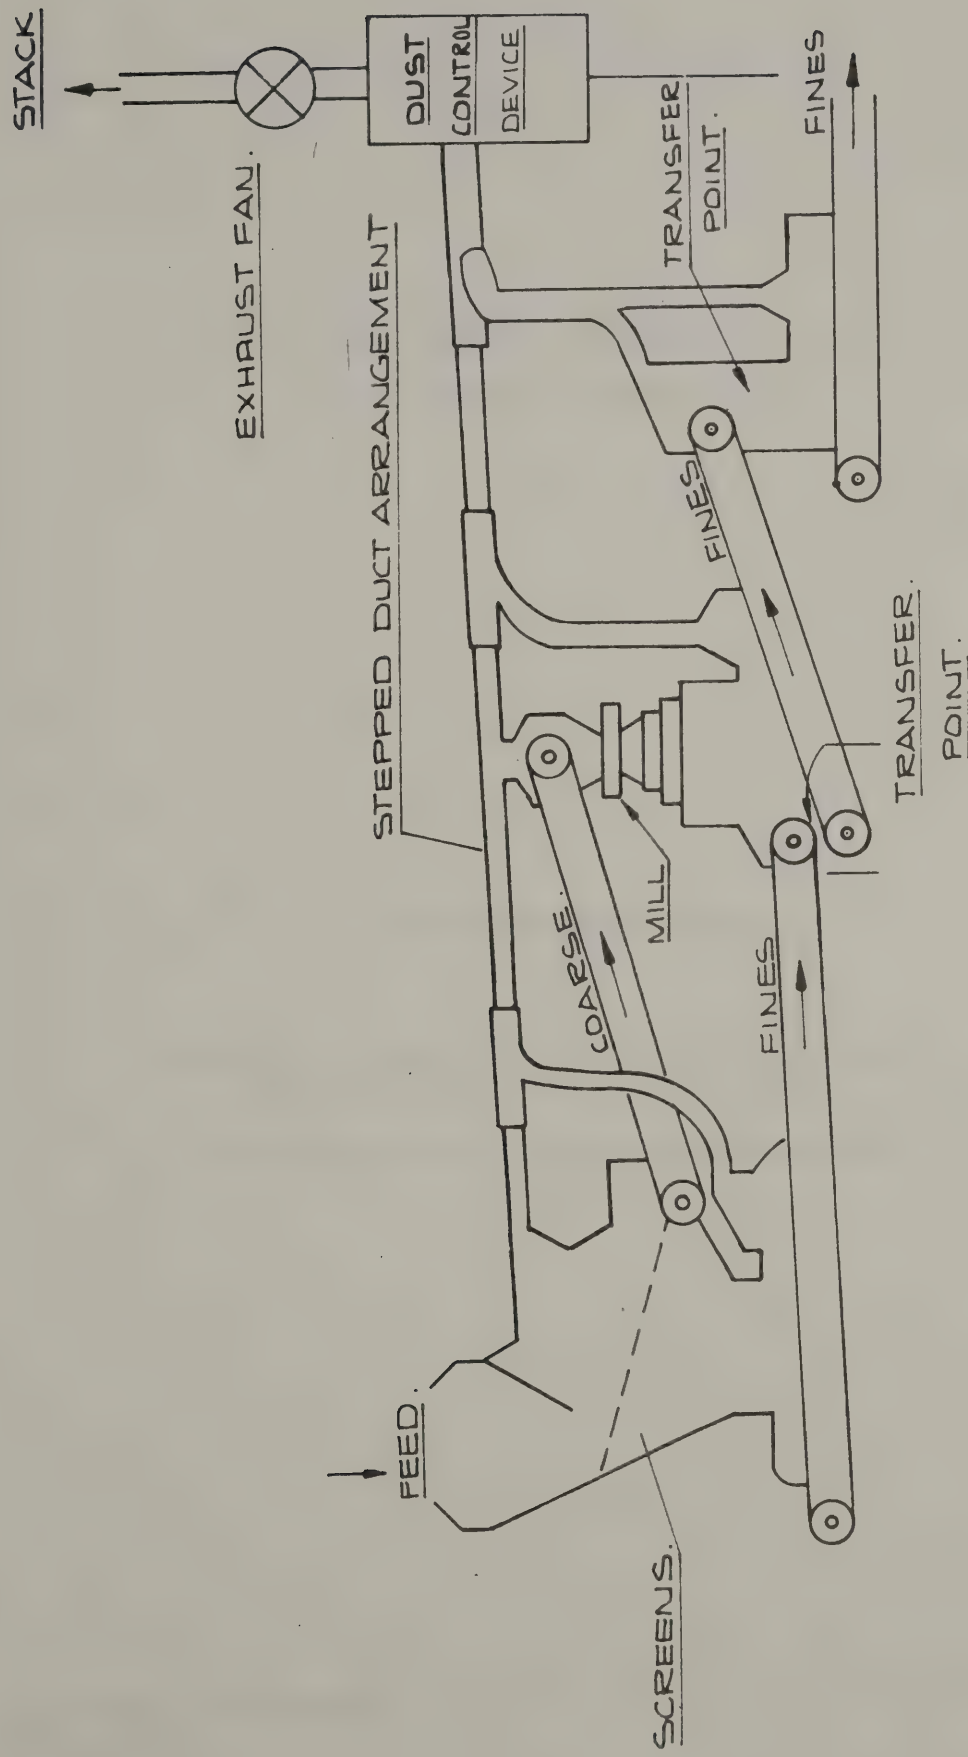 STACK
EXHAUST FAN.
DUST
CONTROL
DEVICE
STEPPED DUCT ARRANGEMENT
TRANSFER
POINT.
FINES
FINES
FEED.
COARSE.
MILL
FINES
TRANSFER.
POINT.
SCREENS.